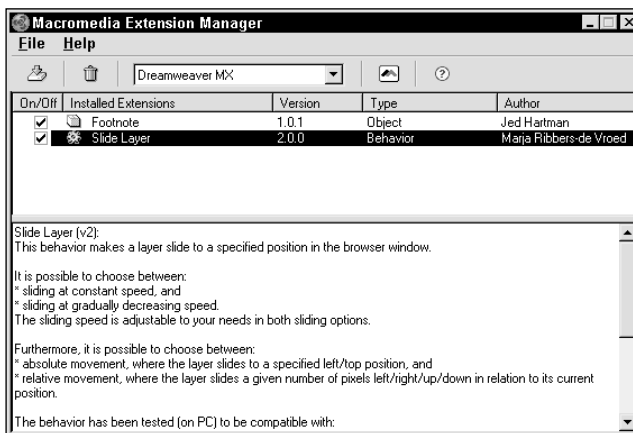 Macromedia Extension Manager
File Help
Dreamweaver MX
On/Off Installed Extensions Version Type Author
Footnote 1.0.1 Object Jed Hartman
Slide Layer 2.0.0 Behavior Marja Ribbers-de Vroed
Slide Layer (v2):
This behavior makes a layer slide to a specified position in the browser window.
It is possible to choose between:
* sliding at constant speed, and
* sliding at gradually decreasing speed.
The sliding speed is adjustable to your needs in both sliding options.
Furthermore, it is possible to choose between:
* absolute movement, where the layer slides to a specified left/top position, and
* relative movement, where the layer slides a given number of pixels left/right/up/down in relation to its current
position.
The behavior has been tested (on PC) to be compatible with: